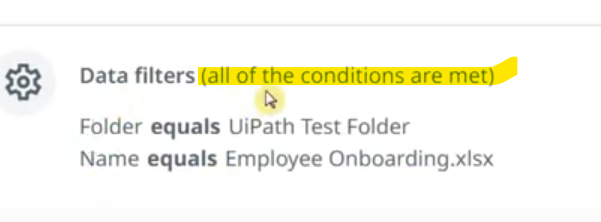 Data filters (all of the conditions are met)
Folder equals UiPath Test Folder
Name equals Employee Onboarding.xlsx